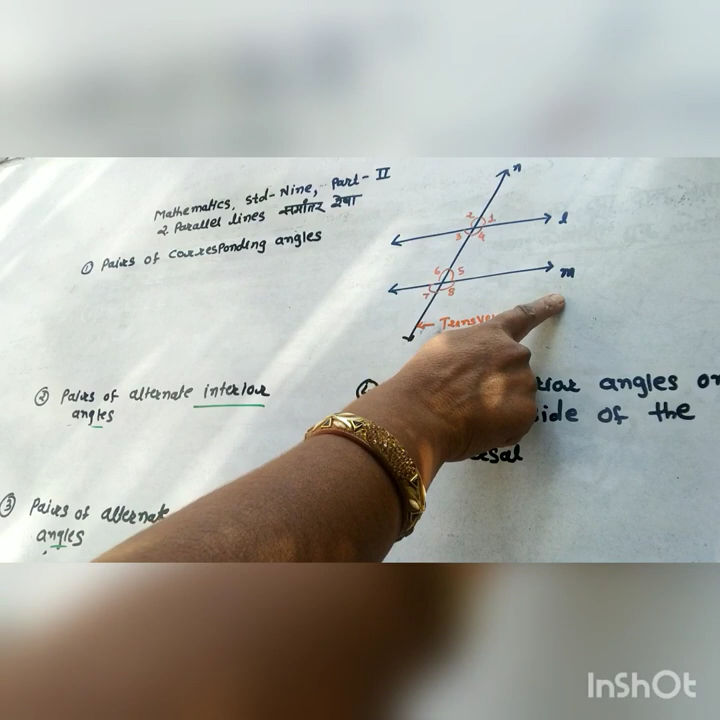 Mathematics, Std-Nine, Part-II
2. Parallel lines समांतर रेषा
① Pairs of corresponding angles
n
2 1
l
3 4
6 5
m
7 8
② Pairs of alternate interior
angles
angles on
side of the
③ Pairs of alternate
angles
InShOt